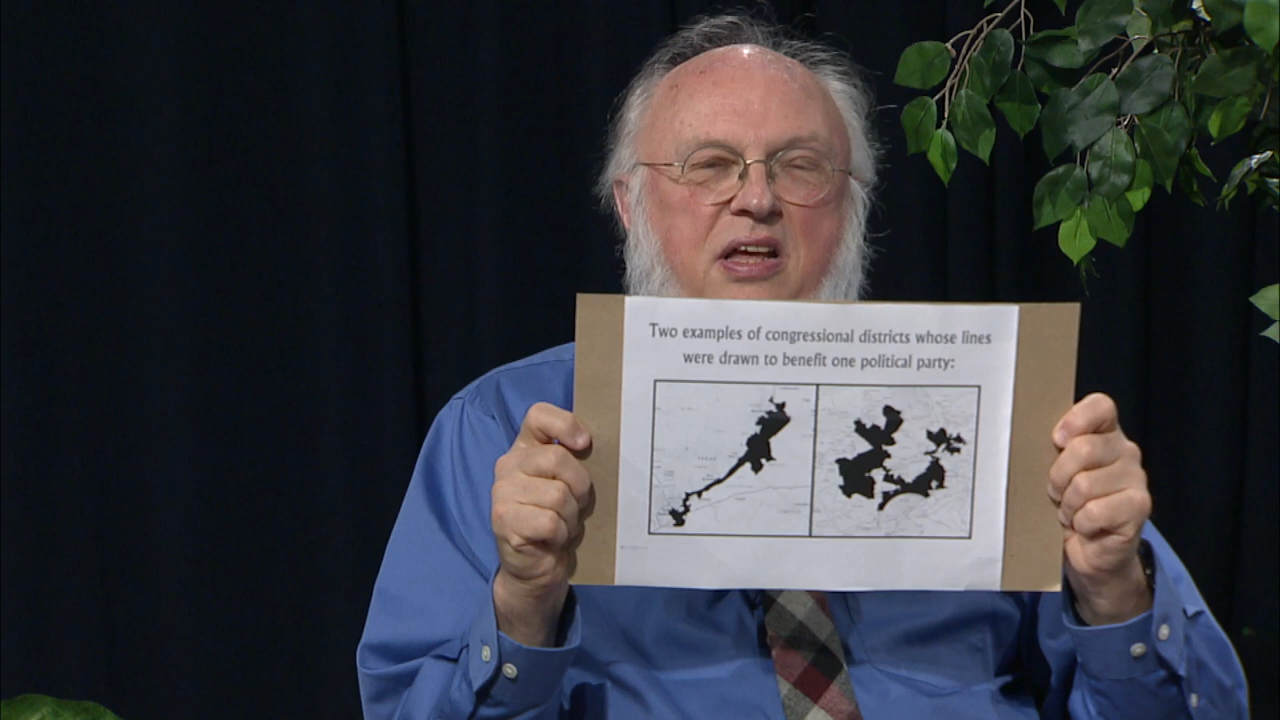 Two examples of congressional districts whose lines
were drawn to benefit one political party: